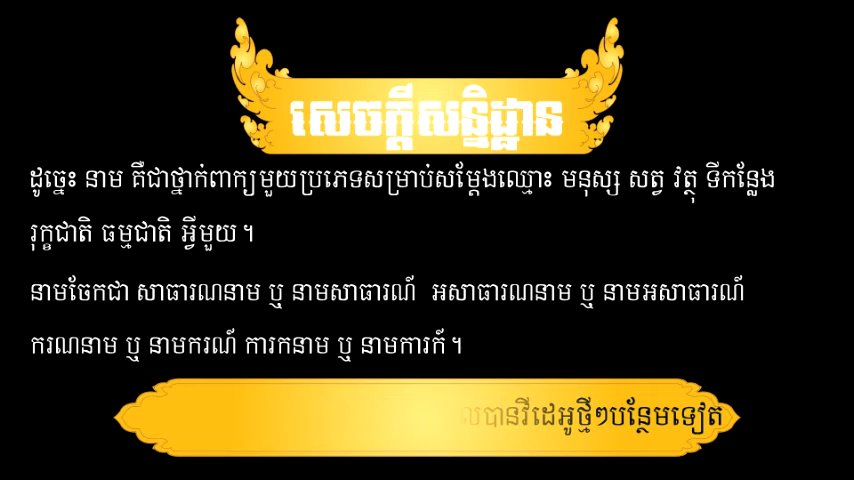 សេចក្ដីសន្និដ្ឋាន
ដូច្នេះ នាម គឺជាថ្នាក់ពាក្យមួយប្រភេទសម្រាប់សម្ដែងឈ្មោះ មនុស្ស សត្វ វត្ថុ ទីកន្លែង
រុក្ខជាតិ ធម្មជាតិ អ្វីមួយ។
នាមចែកជា សាធារណនាម ឬ នាមសាធារណ៍ អសាធារណនាម ឬ នាមអសាធារណ៍
ករណនាម ឬ នាមករណ៍ ការកនាម ឬ នាមការក៍។
បានវីដេអូថ្មីៗបន្ថែមទៀត